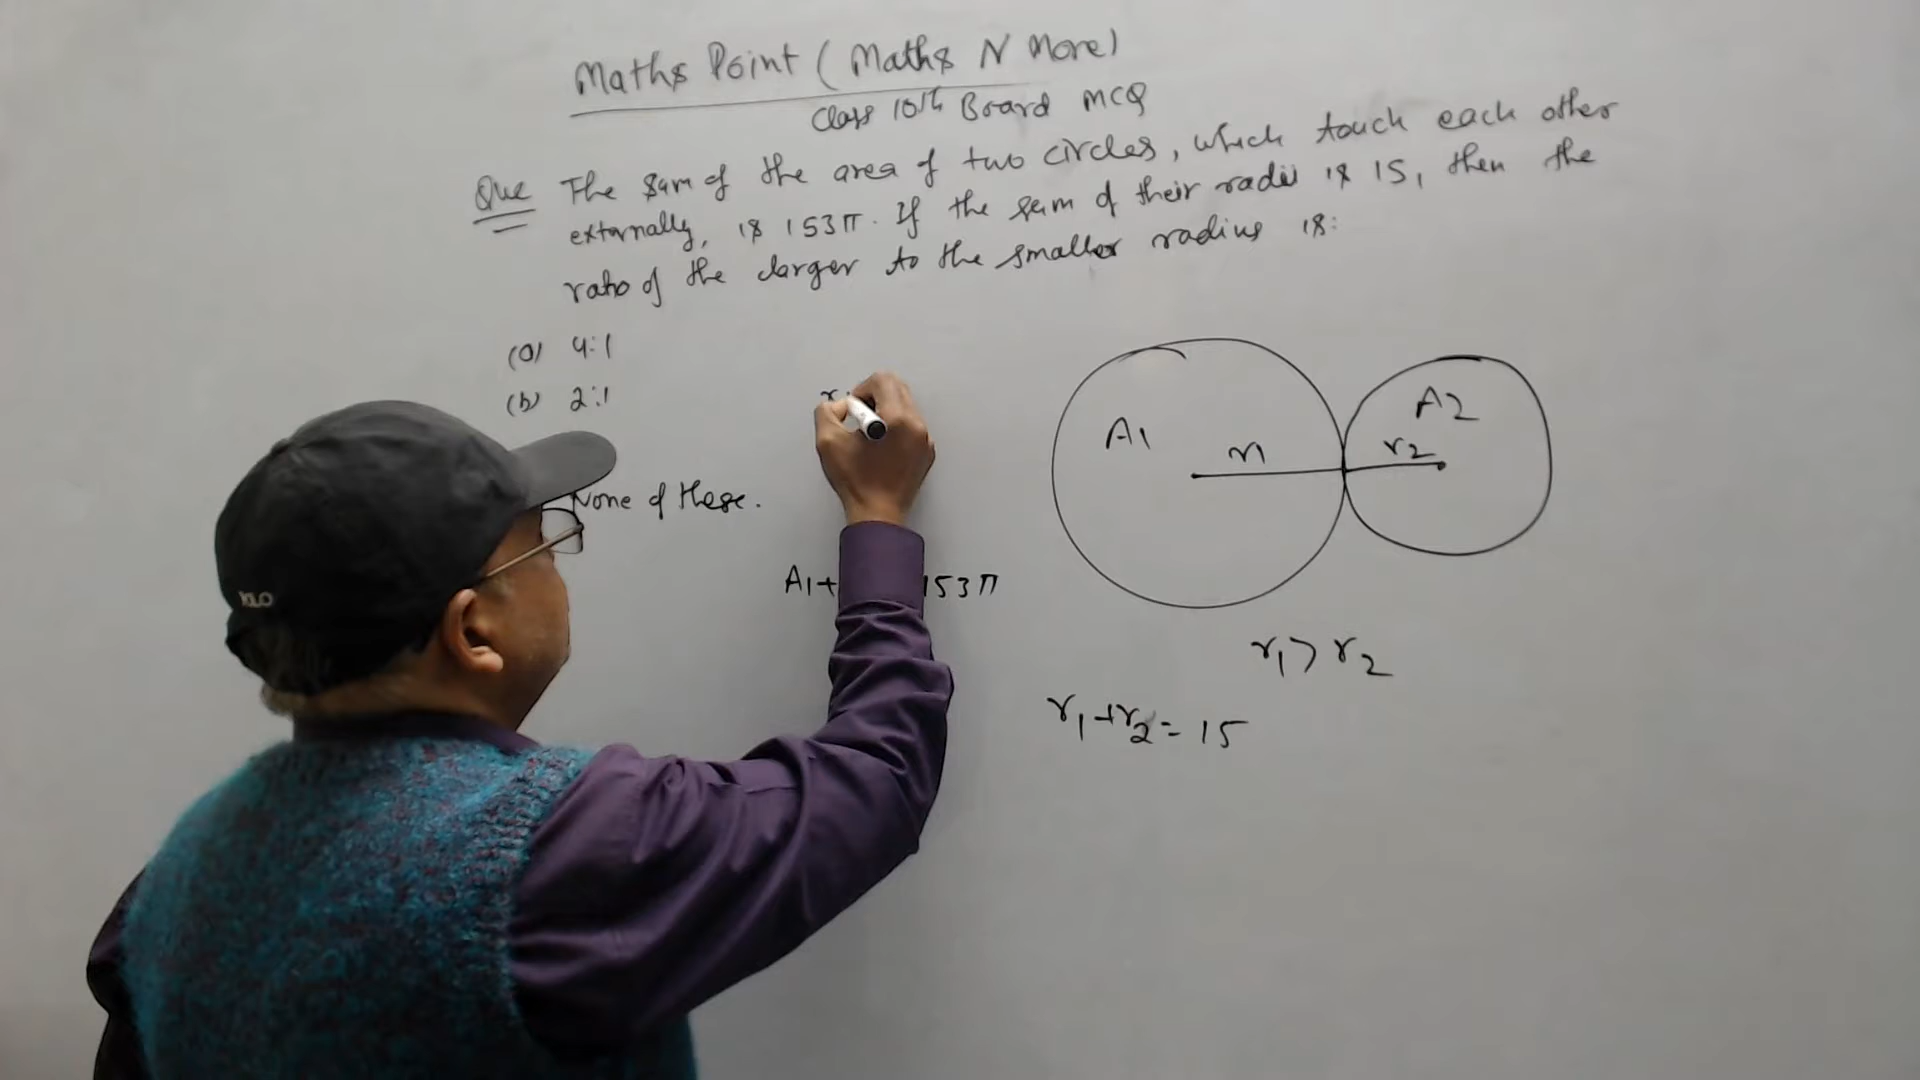 Maths Point (Maths N More)
Class 10th Board MCQ
Que The sum of the area of two circles, which touch each other
externally, is 153π. If the sum of their radii is 15, then the
ratio of the larger to the smaller radius is:
(a) 4:1
(b) 2:1
None of these.
A1+ 153π
A1
r1
A2
r2
r1>r2
r1+r2=15